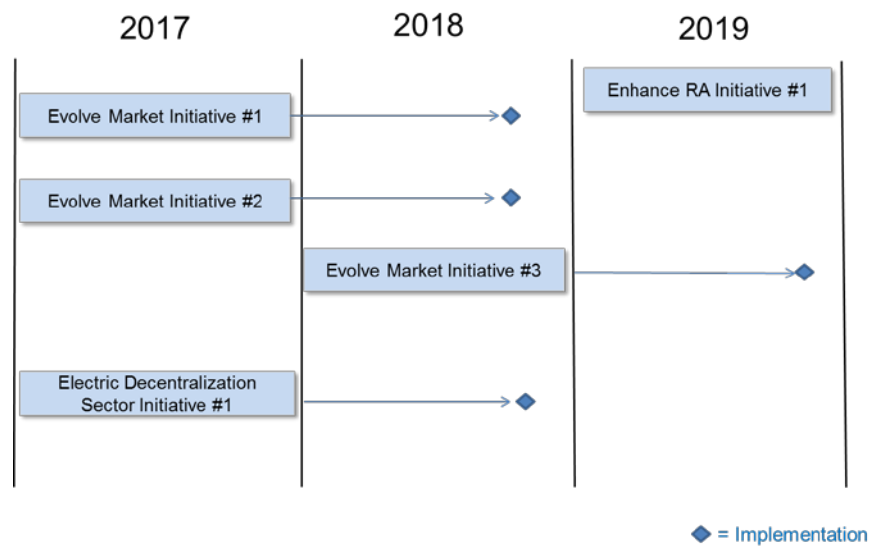 2017
2018
2019
Enhance RA Initiative #1
Evolve Market Initiative #1
Evolve Market Initiative #2
Evolve Market Initiative #3
Electric Decentralization
Sector Initiative #1
= Implementation